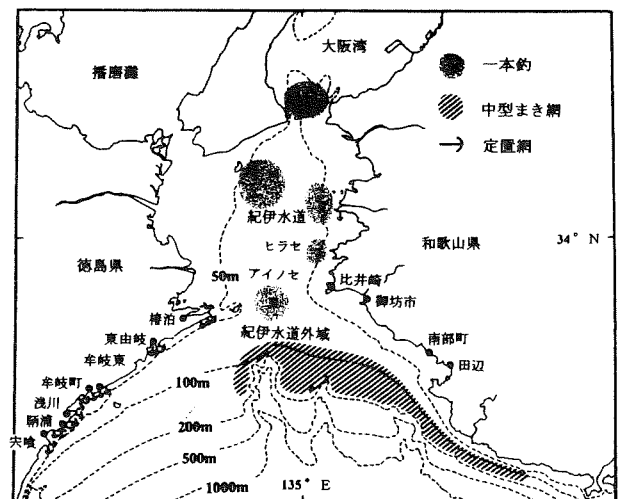 大阪湾
播磨灘
一本釣
中型まき網
定置網
紀伊水道
ヒラセ
和歌山県
34° N
徳島県
50m
アイノセ
比井崎
御坊市
椿泊
紀伊水道外域
東由岐
南部町
牟岐東
田辺
牟岐町
100m
浅川
鞆浦
200m
宍喰
500m
1000m
135° E